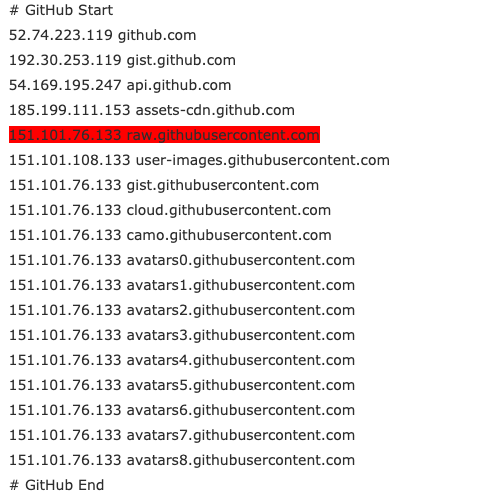 # GitHub Start
52.74.223.119 github.com
192.30.253.119 gist.github.com
54.169.195.247 api.github.com
185.199.111.153 assets-cdn.github.com
151.101.76.133 raw.githubusercontent.com
151.101.108.133 user-images.githubusercontent.com
151.101.76.133 gist.githubusercontent.com
151.101.76.133 cloud.githubusercontent.com
151.101.76.133 camo.githubusercontent.com
151.101.76.133 avatars0.githubusercontent.com
151.101.76.133 avatars1.githubusercontent.com
151.101.76.133 avatars2.githubusercontent.com
151.101.76.133 avatars3.githubusercontent.com
151.101.76.133 avatars4.githubusercontent.com
151.101.76.133 avatars5.githubusercontent.com
151.101.76.133 avatars6.githubusercontent.com
151.101.76.133 avatars7.githubusercontent.com
151.101.76.133 avatars8.githubusercontent.com
# GitHub End